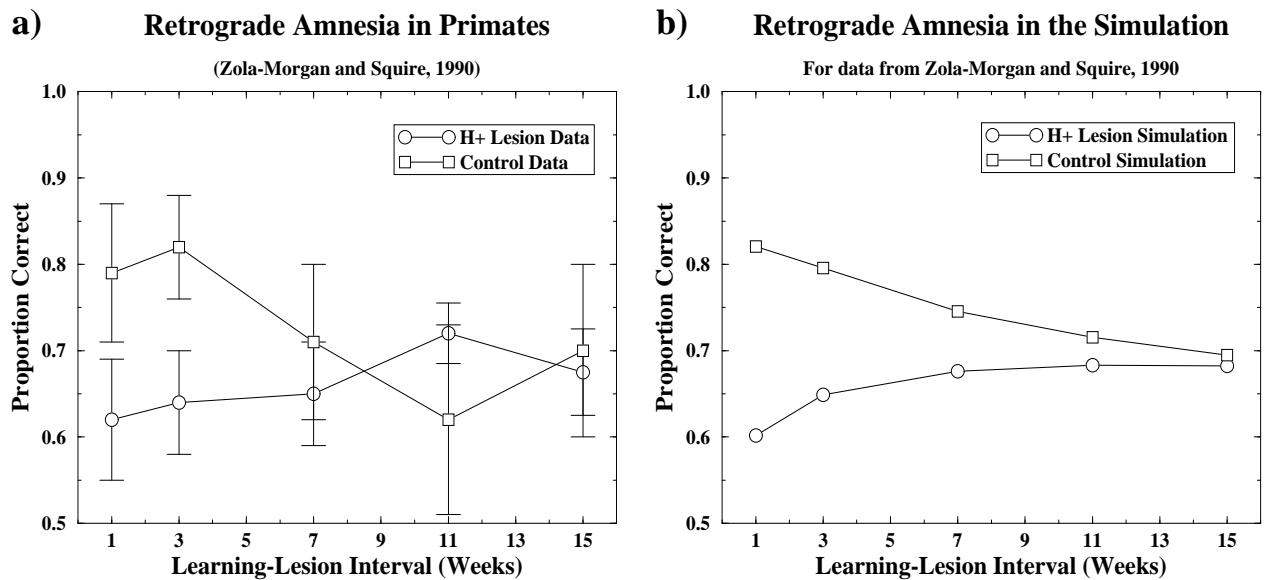 a) Retrograde Amnesia in Primates
(Zola-Morgan and Squire, 1990)
H+ Lesion Data
Control Data
Proportion Correct
1.0
0.9
0.8
0.7
0.6
0.5
1 3 5 7 9 11 13 15
Learning-Lesion Interval (Weeks)
b) Retrograde Amnesia in the Simulation
For data from Zola-Morgan and Squire, 1990
H+ Lesion Simulation
Control Simulation
Proportion Correct
1.0
0.9
0.8
0.7
0.6
0.5
1 3 5 7 9 11 13 15
Learning-Lesion Interval (Weeks)